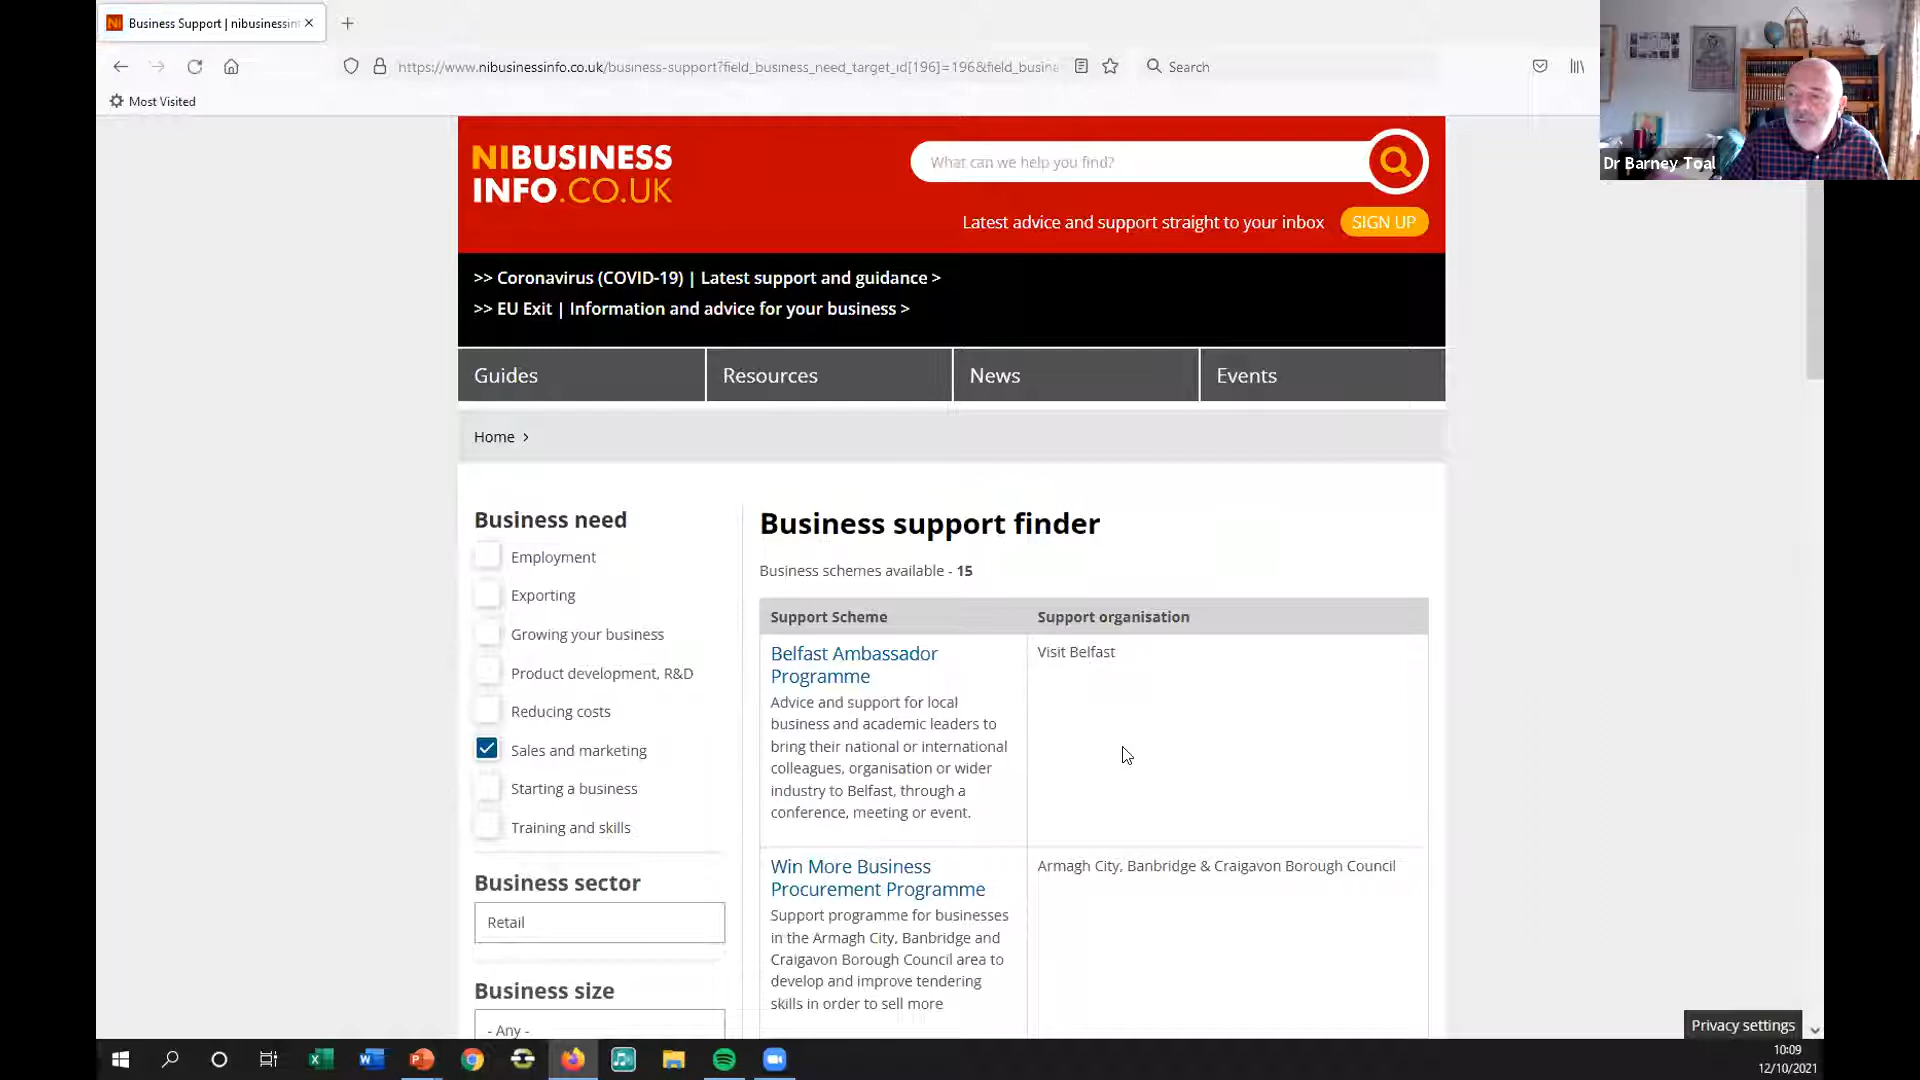 Business Support | nibusinessin
https://www.nibusinessinfo.co.uk/business-support?field_business_need_target_id[196]=196&field_busina
Search
Most Visited
Dr Barney Toal
NIBUSINESS
INFO.CO.UK
What can we help you find?
Latest advice and support straight to your inbox
SIGN UP
>> Coronavirus (COVID-19) | Latest support and guidance >
>> EU Exit | Information and advice for your business >
Guides
Resources
News
Events
Home >
Business need
Employment
Exporting
Growing your business
Product development, R&D
Reducing costs
Sales and marketing
Starting a business
Training and skills
Business sector
Retail
Business size
- Any -
Business support finder
Business schemes available - 15
Support Scheme
Support organisation
Belfast Ambassador
Programme
Advice and support for local
business and academic leaders to
bring their national or international
colleagues, organisation or wider
industry to Belfast, through a
conference, meeting or event.
Visit Belfast
Win More Business
Procurement Programme
Support programme for businesses
in the Armagh City, Banbridge and
Craigavon Borough Council area to
develop and improve tendering
skills in order to sell more
Armagh City, Banbridge & Craigavon Borough Council
Privacy settings
10:09
12/10/2021